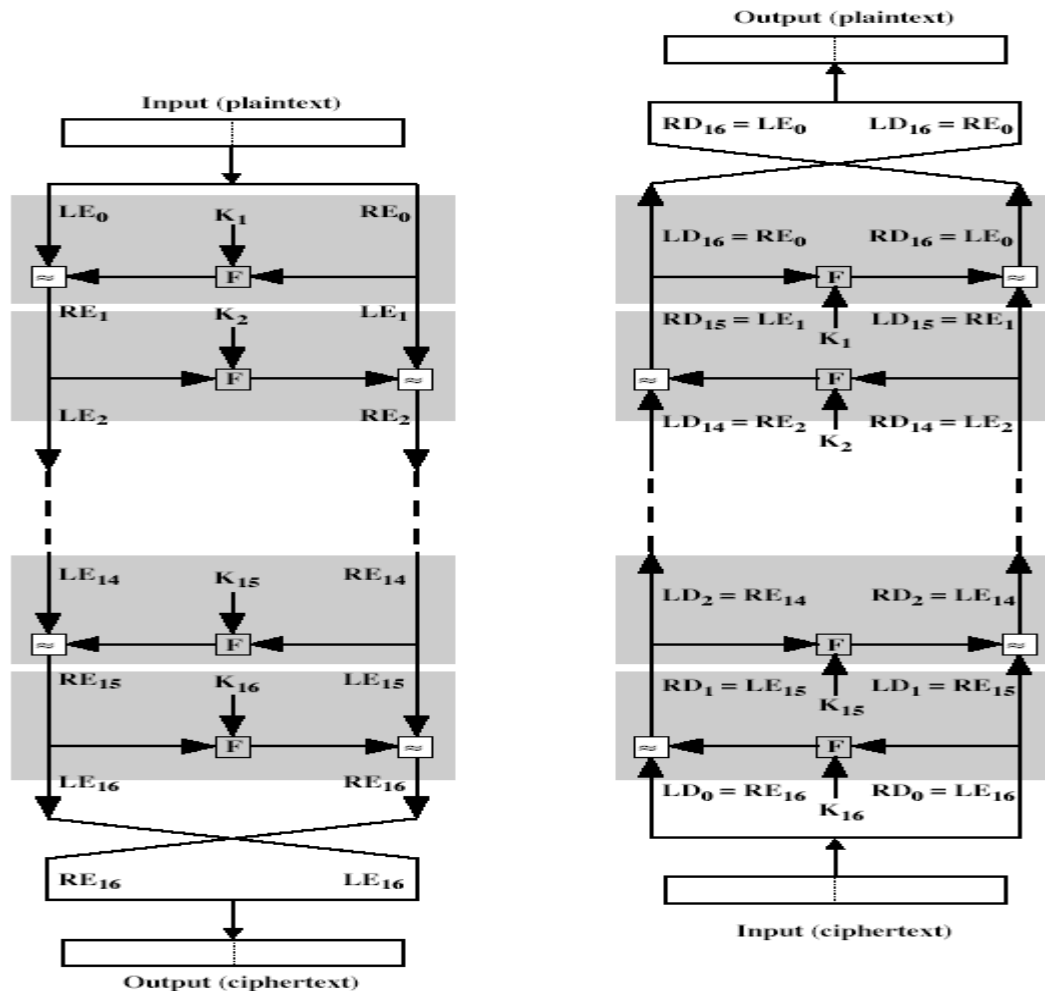 Input (plaintext)
LE₀ K₁ RE₀
≈ F
RE₁ K₂ LE₁
F ≈
LE₂ RE₂
LE₁₄ K₁₅ RE₁₄
≈ F
RE₁₅ K₁₆ LE₁₅
F ≈
LE₁₆ RE₁₆
RE₁₆ LE₁₆
Output (ciphertext)
Output (plaintext)
RD₁₆ = LE₀ LD₁₆ = RE₀
LD₁₆ = RE₀ RD₁₆ = LE₀
F ≈
RD₁₅ = LE₁ K₁ LD₁₅ = RE₁
≈ F
LD₁₄ = RE₂ K₂ RD₁₄ = LE₂
LD₂ = RE₁₄ RD₂ = LE₁₄
F ≈
RD₁ = LE₁₅ K₁₅ LD₁ = RE₁₅
≈ F
LD₀ = RE₁₆ K₁₆ RD₀ = LE₁₆
Input (ciphertext)